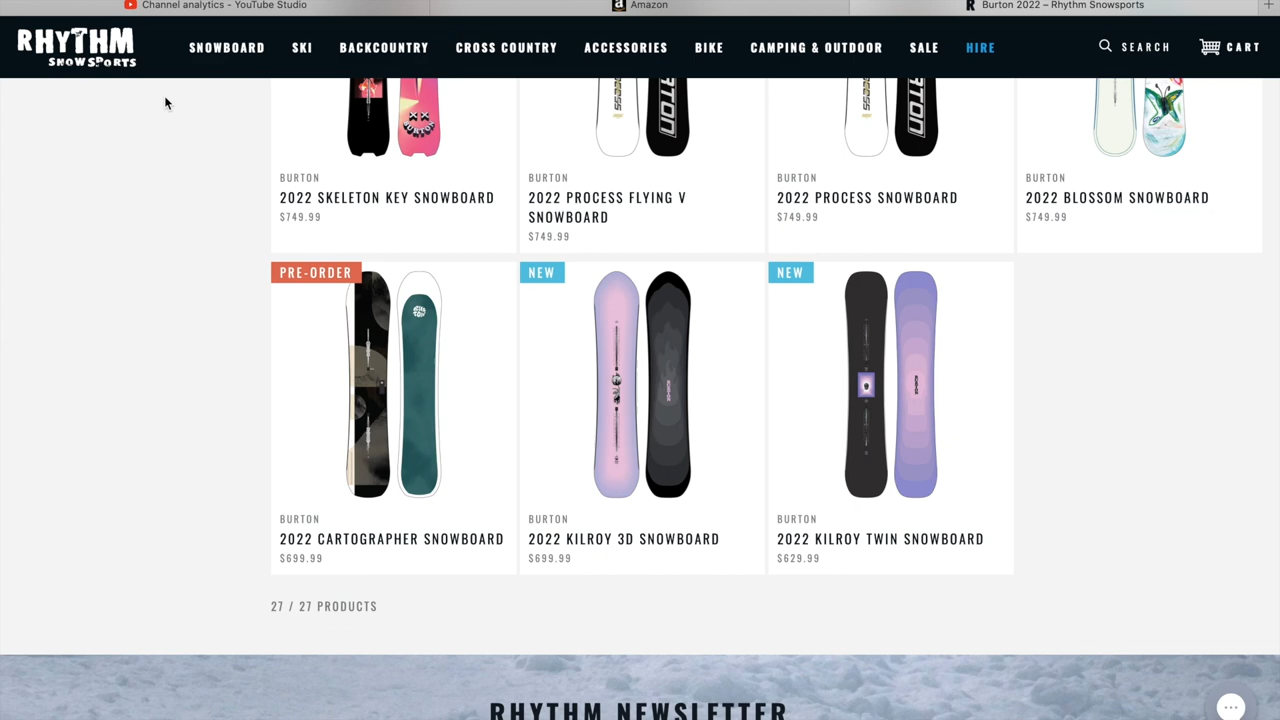 Channel analytics - YouTube Studio
Amazon
Burton 2022 – Rhythm Snowsports
RHYTHM
SNOWSPORTS
SNOWBOARD
SKI
BACKCOUNTRY
CROSS COUNTRY
ACCESSORIES
BIKE
CAMPING & OUTDOOR
SALE
HIRE
SEARCH
CART
BURTON
BURTON
2022 SKELETON KEY SNOWBOARD
$749.99
BURTON
2022 PROCESS FLYING V
SNOWBOARD
$749.99
BURTON
2022 PROCESS SNOWBOARD
$749.99
BURTON
2022 BLOSSOM SNOWBOARD
$749.99
PRE-ORDER
BURTON
2022 CARTOGRAPHER SNOWBOARD
$699.99
NEW
BURTON
2022 KILROY 3D SNOWBOARD
$699.99
NEW
BURTON
2022 KILROY TWIN SNOWBOARD
$629.99
27 / 27 PRODUCTS
RHYTHM NEWSLETTER